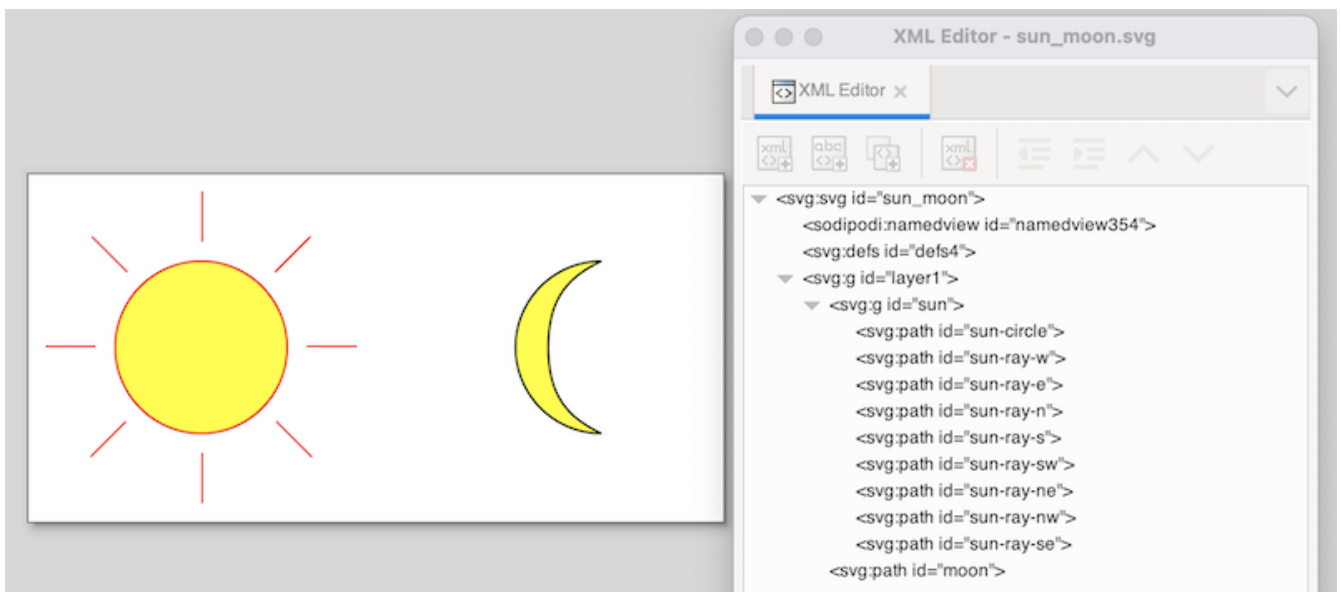 XML Editor - sun_moon.svg
XML Editor
<svg:svg id="sun_moon">
<sodipodi:namedview id="namedview354">
<svg:defs id="defs4">
<svg:g id="layer1">
<svg:g id="sun">
<svg:path id="sun-circle">
<svg:path id="sun-ray-w">
<svg:path id="sun-ray-e">
<svg:path id="sun-ray-n">
<svg:path id="sun-ray-s">
<svg:path id="sun-ray-sw">
<svg:path id="sun-ray-ne">
<svg:path id="sun-ray-nw">
<svg:path id="sun-ray-se">
<svg:path id="moon">